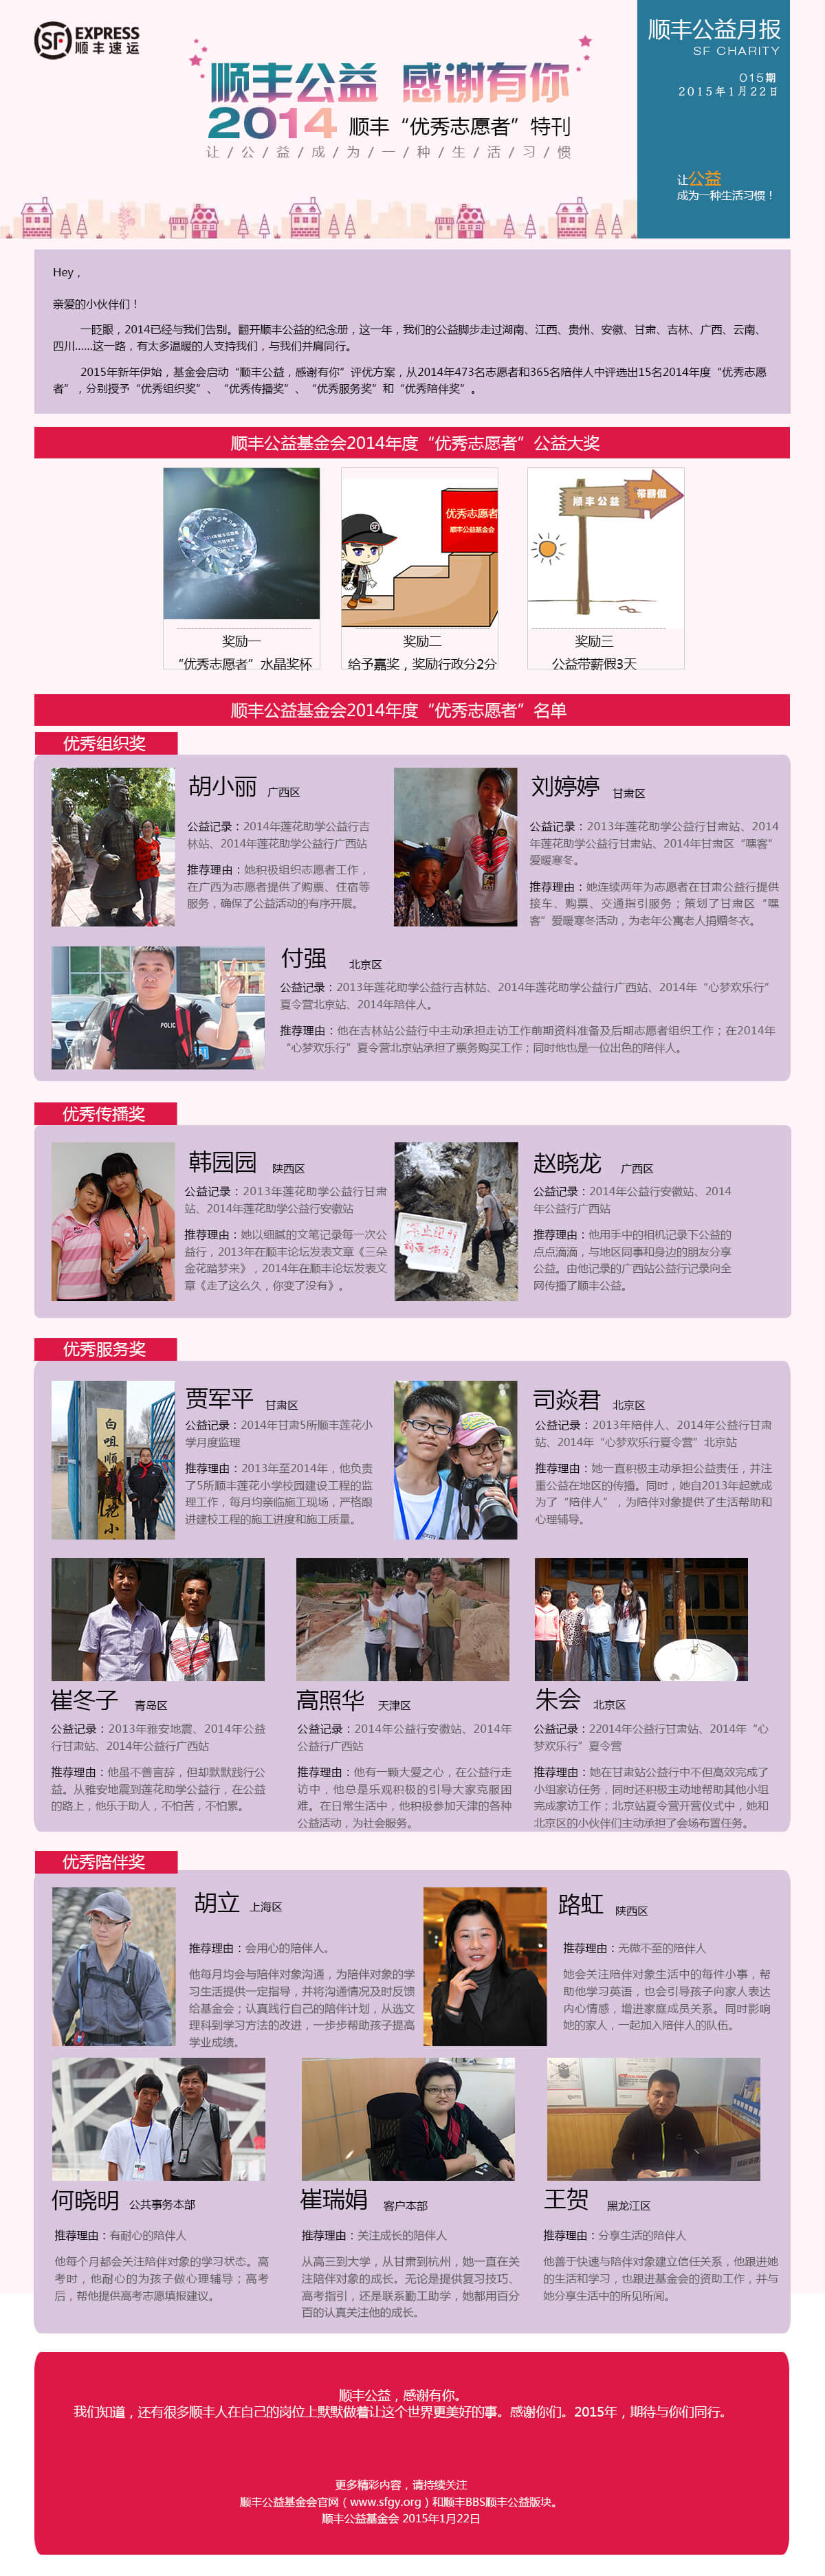 SF EXPRESS
顺丰速运
顺丰公益月报
SF CHARITY
015期
2015年1月22日
顺丰公益 感谢有你
2014 顺丰“优秀志愿者”特刊
让/公/益/成/为/一/种/生/活/习/惯
让公益
成为一种生活习惯！
Hey，
亲爱的小伙伴们！
一眨眼，2014已经与我们告别。翻开顺丰公益的纪念册，这一年，我们的公益脚步走过湖南、江西、贵州、安徽、甘肃、吉林、广西、云南、
四川......这一路，有太多温暖的人支持我们，与我们并肩同行。
2015年新年伊始，基金会启动“顺丰公益，感谢有你”评优方案，从2014年473名志愿者和365名陪伴人中评选出15名2014年度“优秀志愿
者”，分别授予“优秀组织奖”、“优秀传播奖”、“优秀服务奖”和“优秀陪伴奖”。
顺丰公益基金会2014年度“优秀志愿者”公益大奖
优秀志愿者
顺丰公益基金会
SF
顺丰公益
带薪假
奖励一
“优秀志愿者”水晶奖杯
奖励二
给予嘉奖，奖励行政分2分
奖励三
公益带薪假3天
顺丰公益基金会2014年度“优秀志愿者”名单
优秀组织奖
胡小丽 广西区
公益记录：2014年莲花助学公益行吉
林站、2014年莲花助学公益行广西站
推荐理由：她积极组织志愿者工作，
在广西为志愿者提供了购票、住宿等
服务，确保了公益活动的有序开展。
刘婷婷 甘肃区
公益记录：2013年莲花助学公益行甘肃站、2014
年莲花助学公益行甘肃站、2014年甘肃区“嘿客”
爱暖寒冬。
推荐理由：她连续两年为志愿者在甘肃公益行提供
接车、购票、交通指引服务；策划了甘肃区“嘿
客”爱暖寒冬活动，为老年公寓老人捐赠冬衣。
POLIC
付强 北京区
公益记录：2013年莲花助学公益行吉林站、2014年莲花助学公益行广西站、2014年“心梦欢乐行”
夏令营北京站、2014年陪伴人。
推荐理由：他在吉林站公益行中主动承担走访工作前期资料准备及后期志愿者组织工作；在2014年
“心梦欢乐行”夏令营北京站承担了票务购买工作；同时他也是一位出色的陪伴人。
优秀传播奖
韩园园 陕西区
公益记录：2013年莲花助学公益行甘肃
站、2014年莲花助学公益行安徽站
推荐理由：她以细腻的文笔记录每一次公
益行，2013年在顺丰论坛发表文章《三朵
金花踏梦来》，2014年在顺丰论坛发表文
章《走了这么久，你变了没有》。
赵晓龙 广西区
公益记录：2014年公益行安徽站、2014
年公益行广西站
推荐理由：他用手中的相机记录下公益的
点点滴滴，与地区同事和身边的朋友分享
公益。由他记录的广西站公益行记录向全
网传播了顺丰公益。
优秀服务奖
贾军平 甘肃区
公益记录：2014年甘肃5所顺丰莲花小
学月度监理
推荐理由：2013年至2014年，他负责
了5所顺丰莲花小学校园建设工程的监
理工作，每月均亲临施工现场，严格跟
进建校工程的施工进度和施工质量。
司焱君 北京区
公益记录：2013年陪伴人、2014年公益行甘肃
站、2014年“心梦欢乐行夏令营”北京站
推荐理由：她一直积极主动承担公益责任，并注
重公益在地区的传播。同时，她自2013年起就成
为了“陪伴人”，为陪伴对象提供了生活帮助和
心理辅导。
崔冬子 青岛区
公益记录：2013年雅安地震、2014年公益
行甘肃站、2014年公益行广西站
推荐理由：他虽不善言辞，但却默默践行公
益。从雅安地震到莲花助学公益行，在公益
的路上，他乐于助人，不怕苦，不怕累。
高照华 天津区
公益记录：2014年公益行安徽站、2014年
公益行广西站
推荐理由：他有一颗大爱之心，在公益行走
访中，他总是乐观积极的引导大家克服困
难。在日常生活中，他积极参加天津的各种
公益活动，为社会服务。
朱会 北京区
公益记录：22014年公益行甘肃站、2014年“心
梦欢乐行”夏令营
推荐理由：她在甘肃站公益行中不但高效完成了
小组家访任务，同时还积极主动地帮助其他小组
完成家访工作；北京站夏令营开营仪式中，她和
北京区的小伙伴们主动承担了会场布置任务。
优秀陪伴奖
胡立 上海区
推荐理由：会用心的陪伴人。
他每月均会与陪伴对象沟通，为陪伴对象的学
习生活提供一定指导，并将沟通情况及时反馈
给基金会；认真践行自己的陪伴计划，从选文
理科到学习方法的改进，一步步帮助孩子提高
学业成绩。
路虹 陕西区
推荐理由：无微不至的陪伴人
她会关注陪伴对象生活中的每件小事，帮
助他学习英语，也会引导孩子向家人表达
内心情感，增进家庭成员关系。同时影响
她的家人，一起加入陪伴人的队伍。
何晓明 公共事务本部
推荐理由：有耐心的陪伴人
他每个月都会关注陪伴对象的学习状态。高
考时，他耐心的为孩子做心理辅导；高考
后，帮他提供高考志愿填报建议。
崔瑞娟 客户本部
推荐理由：关注成长的陪伴人
从高三到大学，从甘肃到杭州，她一直在关
注陪伴对象的成长。无论是提供复习技巧、
高考指引，还是联系勤工助学，她都用百分
百的认真关注他的成长。
王贺 黑龙江区
推荐理由：分享生活的陪伴人
他善于快速与陪伴对象建立信任关系，他跟进她
的生活和学习，也跟进基金会的资助工作，并与
她分享生活中的所见所闻。
顺丰公益，感谢有你。
我们知道，还有很多顺丰人在自己的岗位上默默做着让这个世界更美好的事。感谢你们。2015年，期待与你们同行。
更多精彩内容，请持续关注
顺丰公益基金会官网（www.sfgy.org）和顺丰BBS顺丰公益版块。
顺丰公益基金会 2015年1月22日